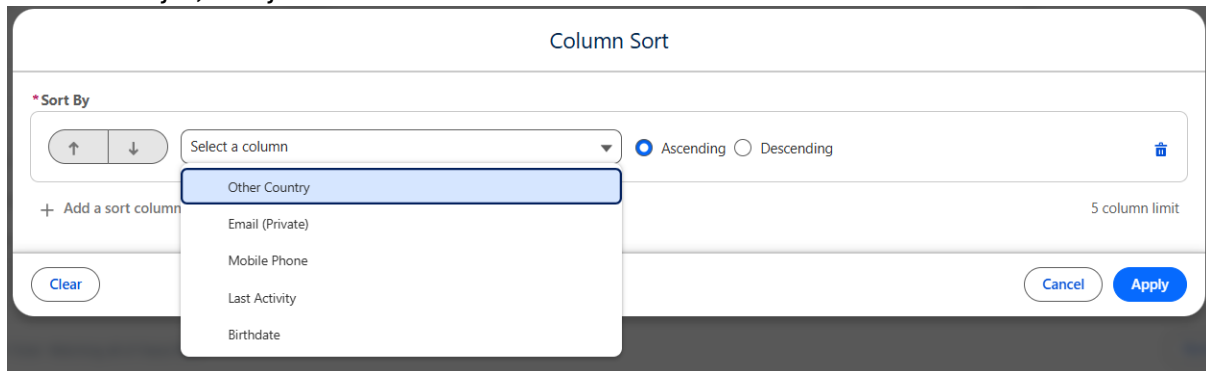 Column Sort
*Sort By
Select a column
Ascending
Descending
Other Country
Email (Private)
Mobile Phone
Last Activity
Birthdate
+ Add a sort column
5 column limit
Clear
Cancel
Apply